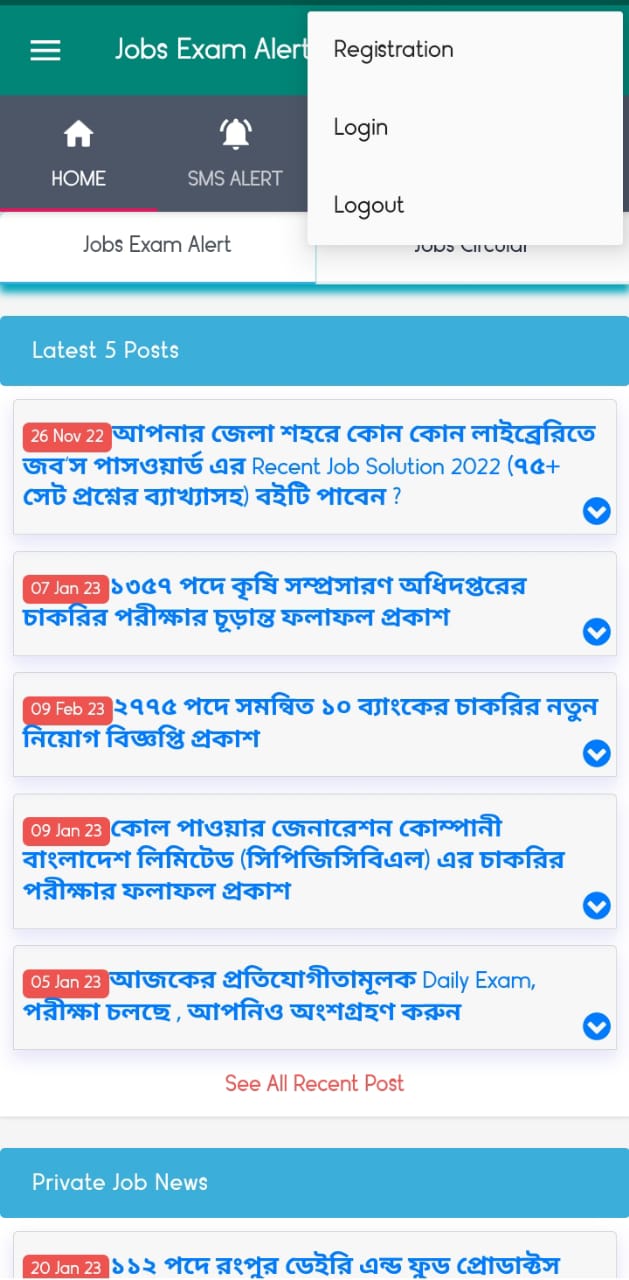 Jobs Exam Alert
Registration
Login
Logout
HOME
SMS ALERT
Jobs Exam Alert
Jobs Circular
Latest 5 Posts
26 Nov 22 আপনার জেলা শহরে কোন কোন লাইব্রেরিতে
জব'স পাসওয়ার্ড এর Recent Job Solution 2022 (৭৫+
সেট প্রশ্নের ব্যাখ্যাসহ) বইটি পাবেন ?
07 Jan 23 ১৩৫৭ পদে কৃষি সম্প্রসারণ অধিদপ্তরের
চাকরির পরীক্ষার চূড়ান্ত ফলাফল প্রকাশ
09 Feb 23 ২৭৭৫ পদে সমন্বিত ১০ ব্যাংকের চাকরির নতুন
নিয়োগ বিজ্ঞপ্তি প্রকাশ
09 Jan 23 কোল পাওয়ার জেনারেশন কোম্পানী
বাংলাদেশ লিমিটেড (সিপিজিসিবিএল) এর চাকরির
পরীক্ষার ফলাফল প্রকাশ
05 Jan 23 আজকের প্রতিযোগীতামূলক Daily Exam,
পরীক্ষা চলছে , আপনিও অংশগ্রহণ করুন
See All Recent Post
Private Job News
20 Jan 23 ১১২ পদে রংপুর ডেইরি এন্ড ফুড প্রোডাক্টস